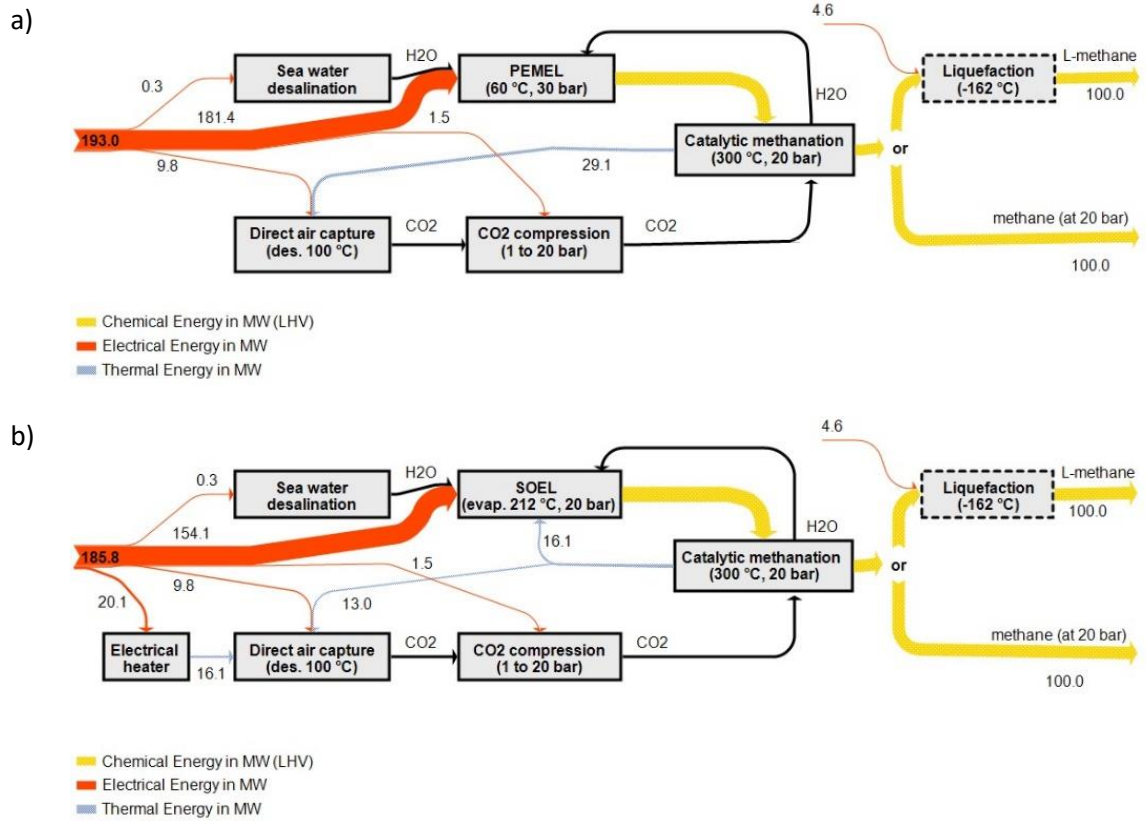 a)
4.6
H2O
L-methane
Sea water
desalination
PEMEL
(60 °C, 30 bar)
Liquefaction
(-162 °C)
0.3
H2O
100.0
181.4
1.5
193.0
Catalytic methanation
(300 °C, 20 bar)
or
9.8
29.1
methane (at 20 bar)
Direct air capture
(des. 100 °C)
CO2
CO2 compression
(1 to 20 bar)
CO2
100.0
Chemical Energy in MW (LHV)
Electrical Energy in MW
Thermal Energy in MW
b)
4.6
H2O
L-methane
Sea water
desalination
SOEL
(evap. 212 °C, 20 bar)
Liquefaction
(-162 °C)
0.3
100.0
154.1
16.1
H2O
185.8
1.5
Catalytic methanation
(300 °C, 20 bar)
or
9.8
20.1
13.0
methane (at 20 bar)
Electrical
heater
16.1
Direct air capture
(des. 100 °C)
CO2
CO2 compression
(1 to 20 bar)
CO2
100.0
Chemical Energy in MW (LHV)
Electrical Energy in MW
Thermal Energy in MW